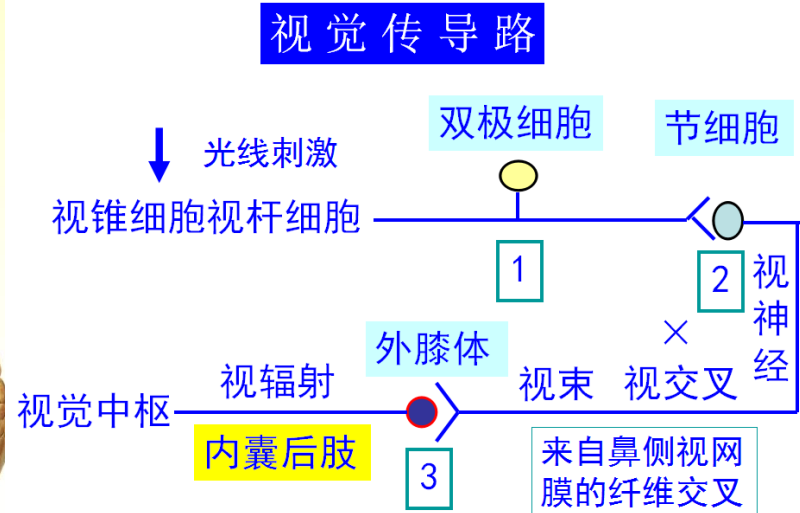 视觉传导路
双极细胞
节细胞
光线刺激
视锥细胞视杆细胞
1
2
视神经
外膝体
×
视辐射
视束
视交叉
视觉中枢
内囊后肢
3
来自鼻侧视网
膜的纤维交叉